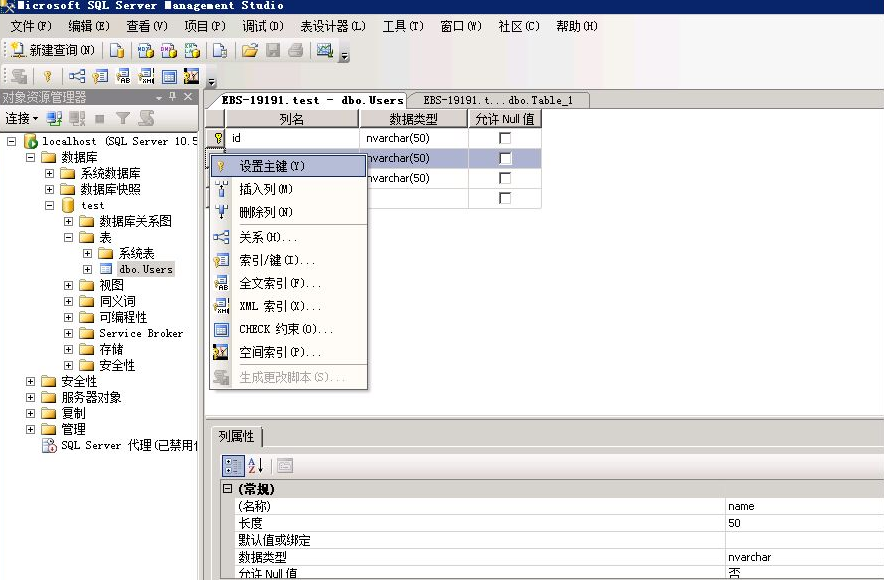 Microsoft SQL Server Management Studio
文件(F) 编辑(E) 查看(V) 项目(P) 调试(D) 表设计器(L) 工具(T) 窗口(W) 社区(C) 帮助(H)
新建查询(N)
对象资源管理器
连接
localhost (SQL Server 10.5
数据库
系统数据库
数据库快照
test
数据库关系图
表
系统表
dbo.Users
视图
同义词
可编程性
Service Broker
存储
安全性
安全性
服务器对象
复制
管理
SQL Server 代理(已禁用
EBS-19191.test - dbo.Users EBS-19191.t...dbo.Table_1
列名 数据类型 允许 Null 值
id nvarchar(50)
nvarchar(50)
nvarchar(50)
设置主键(Y)
插入列(M)
删除列(N)
关系(H)...
索引/键(I)...
全文索引(F)...
XML 索引(X)...
CHECK 约束(O)...
空间索引(P)...
生成更改脚本(S)...
列属性
(常规)
(名称) name
长度 50
默认值或绑定
数据类型 nvarchar
允许 Null 值 否